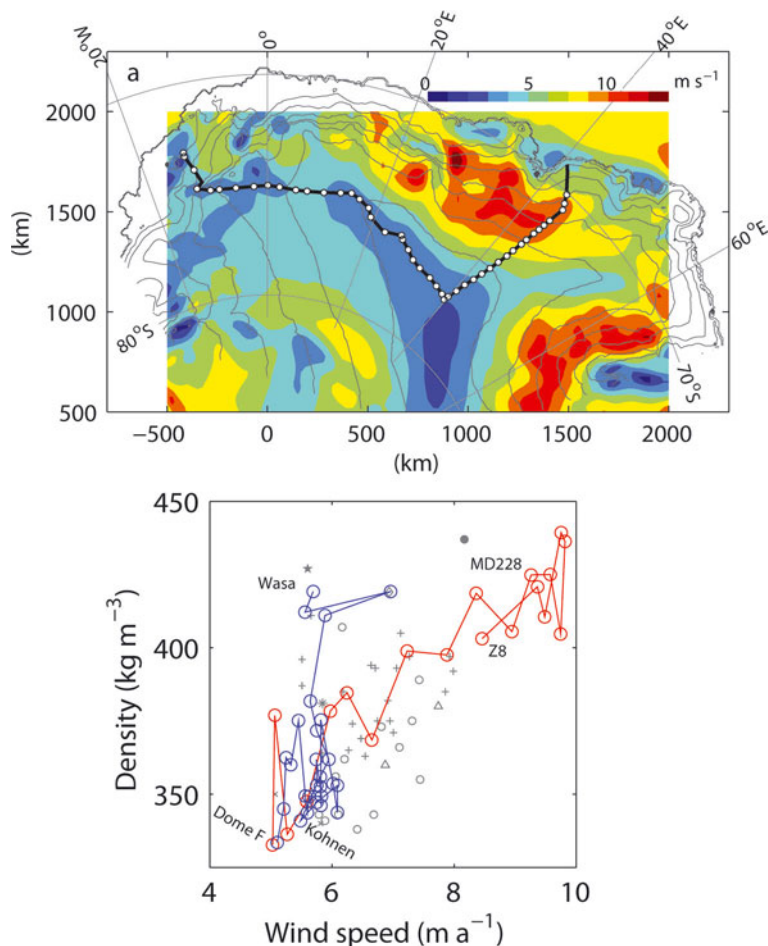 a
20°W
0°
20°E
40°E
0 5 10 m s⁻¹
2000
1500
1000
500
(km)
80°S
60°E
70°S
−500 0 500 1000 1500 2000
(km)
450
400
350
Density (kg m⁻³)
Wasa
MD228
Z8
Dome F
Kohnen
4 6 8 10
Wind speed (m a⁻¹)